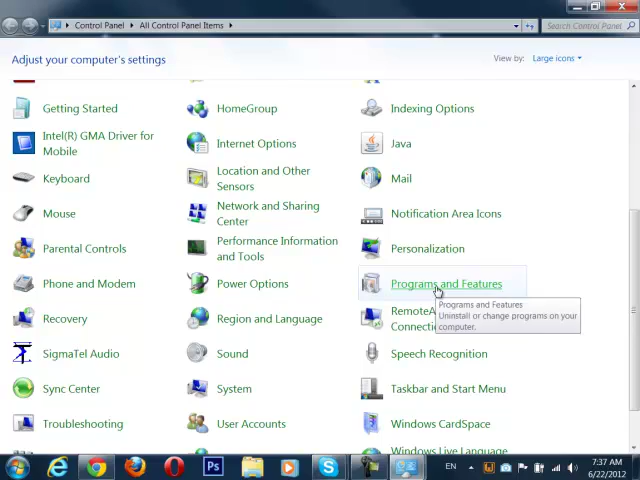 Control Panel
All Control Panel Items
Search Control Panel
Adjust your computer's settings
View by:
Large icons
Getting Started
HomeGroup
Indexing Options
Intel(R) GMA Driver for
Mobile
Internet Options
Java
Keyboard
Location and Other
Sensors
Mail
Mouse
Network and Sharing
Center
Notification Area Icons
Parental Controls
Performance Information
and Tools
Personalization
Phone and Modem
Power Options
Programs and Features
Programs and Features
Uninstall or change programs on your
computer.
Recovery
Region and Language
RemoteA
Connecti
SigmaTel Audio
Sound
Speech Recognition
Sync Center
System
Taskbar and Start Menu
Troubleshooting
User Accounts
Windows CardSpace
Windows Live Language
Ps
EN
7:37 AM
6/22/2012